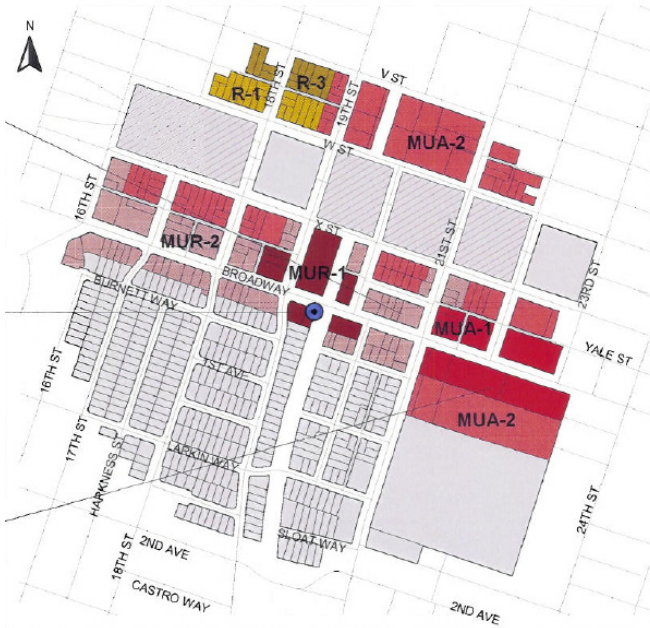 N
V ST
18TH ST
R-3
R-1
19TH ST
MUA-2
W ST
16TH ST
X ST
21ST ST
MUR-2
23RD ST
BROADWAY
MUR-1
BURNETT WAY
MUA-1
YALE ST
1ST AVE
16TH ST
MUA-2
17TH ST
LARKIN WAY
HARKNESS ST
24TH ST
SLOAT WAY
2ND AVE
18TH ST
CASTRO WAY
2ND AVE